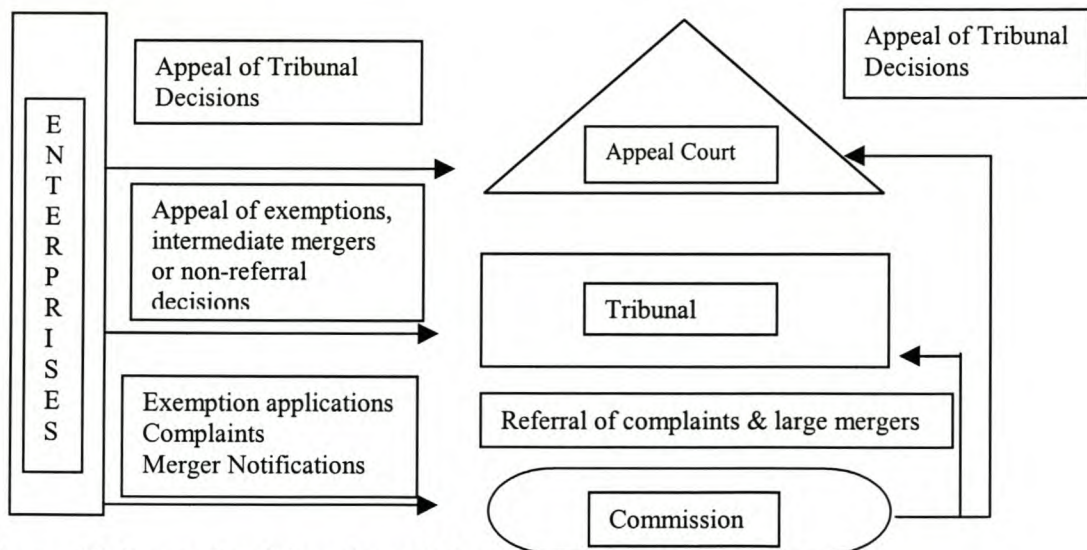 ENTERPRISES
Appeal of Tribunal
Decisions
Appeal of exemptions,
intermediate mergers
or non-referral
decisions
Exemption applications
Complaints
Merger Notifications
Appeal Court
Tribunal
Referral of complaints & large mergers
Commission
Appeal of Tribunal
Decisions